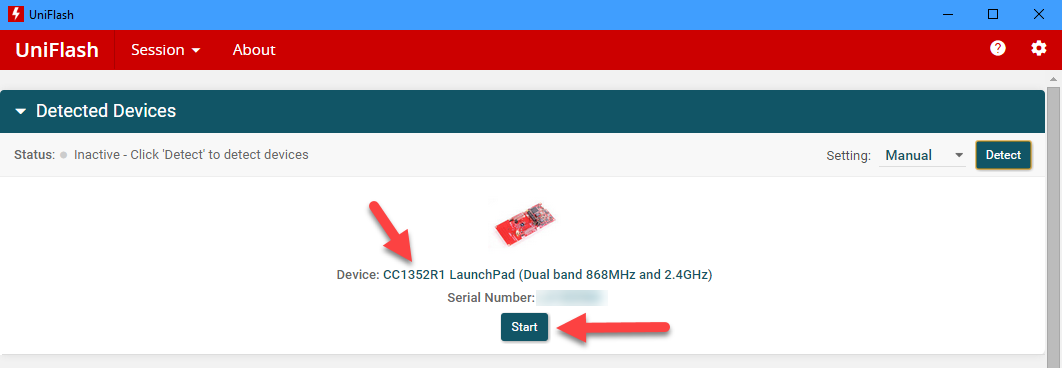 UniFlash
UniFlash Session About
Detected Devices
Status: Inactive - Click 'Detect' to detect devices Setting: Manual Detect
Device: CC1352R1 LaunchPad (Dual band 868MHz and 2.4GHz)
Serial Number:
Start